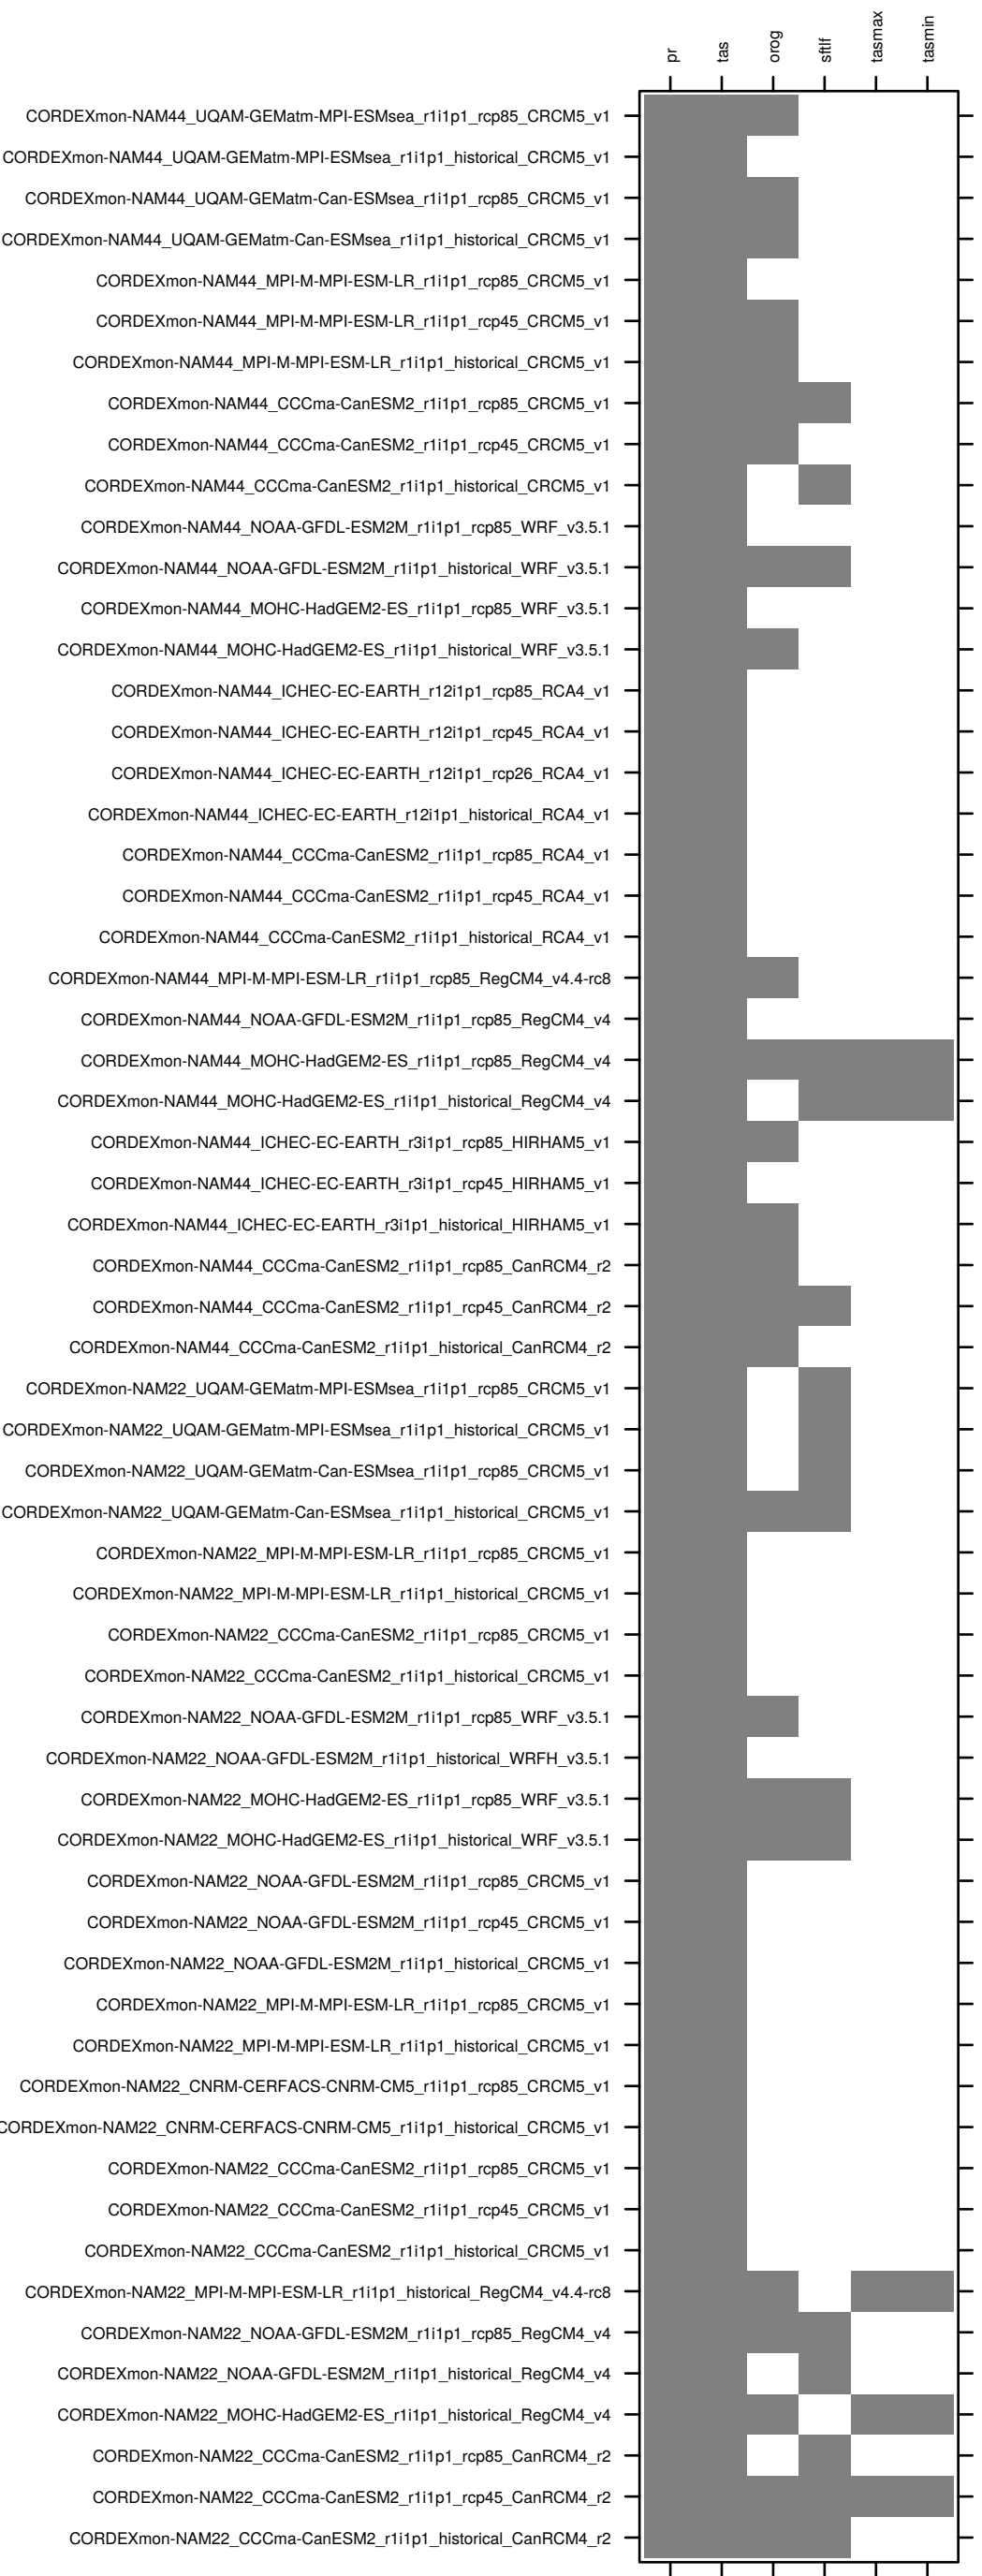 pr
tas
orog
sftlf
tasmax
tasmin
CORDEXmon-NAM44_UQAM-GEMatm-MPI-ESMsea_r1i1p1_rcp85_CRCM5_v1
CORDEXmon-NAM44_UQAM-GEMatm-MPI-ESMsea_r1i1p1_historical_CRCM5_v1
CORDEXmon-NAM44_UQAM-GEMatm-Can-ESMsea_r1i1p1_rcp85_CRCM5_v1
CORDEXmon-NAM44_UQAM-GEMatm-Can-ESMsea_r1i1p1_historical_CRCM5_v1
CORDEXmon-NAM44_MPI-M-MPI-ESM-LR_r1i1p1_rcp85_CRCM5_v1
CORDEXmon-NAM44_MPI-M-MPI-ESM-LR_r1i1p1_rcp45_CRCM5_v1
CORDEXmon-NAM44_MPI-M-MPI-ESM-LR_r1i1p1_historical_CRCM5_v1
CORDEXmon-NAM44_CCCma-CanESM2_r1i1p1_rcp85_CRCM5_v1
CORDEXmon-NAM44_CCCma-CanESM2_r1i1p1_rcp45_CRCM5_v1
CORDEXmon-NAM44_CCCma-CanESM2_r1i1p1_historical_CRCM5_v1
CORDEXmon-NAM44_NOAA-GFDL-ESM2M_r1i1p1_rcp85_WRF_v3.5.1
CORDEXmon-NAM44_NOAA-GFDL-ESM2M_r1i1p1_historical_WRF_v3.5.1
CORDEXmon-NAM44_MOHC-HadGEM2-ES_r1i1p1_rcp85_WRF_v3.5.1
CORDEXmon-NAM44_MOHC-HadGEM2-ES_r1i1p1_historical_WRF_v3.5.1
CORDEXmon-NAM44_ICHEC-EC-EARTH_r12i1p1_rcp85_RCA4_v1
CORDEXmon-NAM44_ICHEC-EC-EARTH_r12i1p1_rcp45_RCA4_v1
CORDEXmon-NAM44_ICHEC-EC-EARTH_r12i1p1_rcp26_RCA4_v1
CORDEXmon-NAM44_ICHEC-EC-EARTH_r12i1p1_historical_RCA4_v1
CORDEXmon-NAM44_CCCma-CanESM2_r1i1p1_rcp85_RCA4_v1
CORDEXmon-NAM44_CCCma-CanESM2_r1i1p1_rcp45_RCA4_v1
CORDEXmon-NAM44_CCCma-CanESM2_r1i1p1_historical_RCA4_v1
CORDEXmon-NAM44_MPI-M-MPI-ESM-LR_r1i1p1_rcp85_RegCM4_v4.4-rc8
CORDEXmon-NAM44_NOAA-GFDL-ESM2M_r1i1p1_rcp85_RegCM4_v4
CORDEXmon-NAM44_MOHC-HadGEM2-ES_r1i1p1_rcp85_RegCM4_v4
CORDEXmon-NAM44_MOHC-HadGEM2-ES_r1i1p1_historical_RegCM4_v4
CORDEXmon-NAM44_ICHEC-EC-EARTH_r3i1p1_rcp85_HIRHAM5_v1
CORDEXmon-NAM44_ICHEC-EC-EARTH_r3i1p1_rcp45_HIRHAM5_v1
CORDEXmon-NAM44_ICHEC-EC-EARTH_r3i1p1_historical_HIRHAM5_v1
CORDEXmon-NAM44_CCCma-CanESM2_r1i1p1_rcp85_CanRCM4_r2
CORDEXmon-NAM44_CCCma-CanESM2_r1i1p1_rcp45_CanRCM4_r2
CORDEXmon-NAM44_CCCma-CanESM2_r1i1p1_historical_CanRCM4_r2
CORDEXmon-NAM22_UQAM-GEMatm-MPI-ESMsea_r1i1p1_rcp85_CRCM5_v1
CORDEXmon-NAM22_UQAM-GEMatm-MPI-ESMsea_r1i1p1_historical_CRCM5_v1
CORDEXmon-NAM22_UQAM-GEMatm-Can-ESMsea_r1i1p1_rcp85_CRCM5_v1
CORDEXmon-NAM22_UQAM-GEMatm-Can-ESMsea_r1i1p1_historical_CRCM5_v1
CORDEXmon-NAM22_MPI-M-MPI-ESM-LR_r1i1p1_rcp85_CRCM5_v1
CORDEXmon-NAM22_MPI-M-MPI-ESM-LR_r1i1p1_historical_CRCM5_v1
CORDEXmon-NAM22_CCCma-CanESM2_r1i1p1_rcp85_CRCM5_v1
CORDEXmon-NAM22_CCCma-CanESM2_r1i1p1_historical_CRCM5_v1
CORDEXmon-NAM22_NOAA-GFDL-ESM2M_r1i1p1_rcp85_WRF_v3.5.1
CORDEXmon-NAM22_NOAA-GFDL-ESM2M_r1i1p1_historical_WRFH_v3.5.1
CORDEXmon-NAM22_MOHC-HadGEM2-ES_r1i1p1_rcp85_WRF_v3.5.1
CORDEXmon-NAM22_MOHC-HadGEM2-ES_r1i1p1_historical_WRF_v3.5.1
CORDEXmon-NAM22_NOAA-GFDL-ESM2M_r1i1p1_rcp85_CRCM5_v1
CORDEXmon-NAM22_NOAA-GFDL-ESM2M_r1i1p1_rcp45_CRCM5_v1
CORDEXmon-NAM22_NOAA-GFDL-ESM2M_r1i1p1_historical_CRCM5_v1
CORDEXmon-NAM22_MPI-M-MPI-ESM-LR_r1i1p1_rcp85_CRCM5_v1
CORDEXmon-NAM22_MPI-M-MPI-ESM-LR_r1i1p1_historical_CRCM5_v1
CORDEXmon-NAM22_CNRM-CERFACS-CNRM-CM5_r1i1p1_rcp85_CRCM5_v1
CORDEXmon-NAM22_CNRM-CERFACS-CNRM-CM5_r1i1p1_historical_CRCM5_v1
CORDEXmon-NAM22_CCCma-CanESM2_r1i1p1_rcp85_CRCM5_v1
CORDEXmon-NAM22_CCCma-CanESM2_r1i1p1_rcp45_CRCM5_v1
CORDEXmon-NAM22_CCCma-CanESM2_r1i1p1_historical_CRCM5_v1
CORDEXmon-NAM22_MPI-M-MPI-ESM-LR_r1i1p1_historical_RegCM4_v4.4-rc8
CORDEXmon-NAM22_NOAA-GFDL-ESM2M_r1i1p1_rcp85_RegCM4_v4
CORDEXmon-NAM22_NOAA-GFDL-ESM2M_r1i1p1_historical_RegCM4_v4
CORDEXmon-NAM22_MOHC-HadGEM2-ES_r1i1p1_historical_RegCM4_v4
CORDEXmon-NAM22_CCCma-CanESM2_r1i1p1_rcp85_CanRCM4_r2
CORDEXmon-NAM22_CCCma-CanESM2_r1i1p1_rcp45_CanRCM4_r2
CORDEXmon-NAM22_CCCma-CanESM2_r1i1p1_historical_CanRCM4_r2